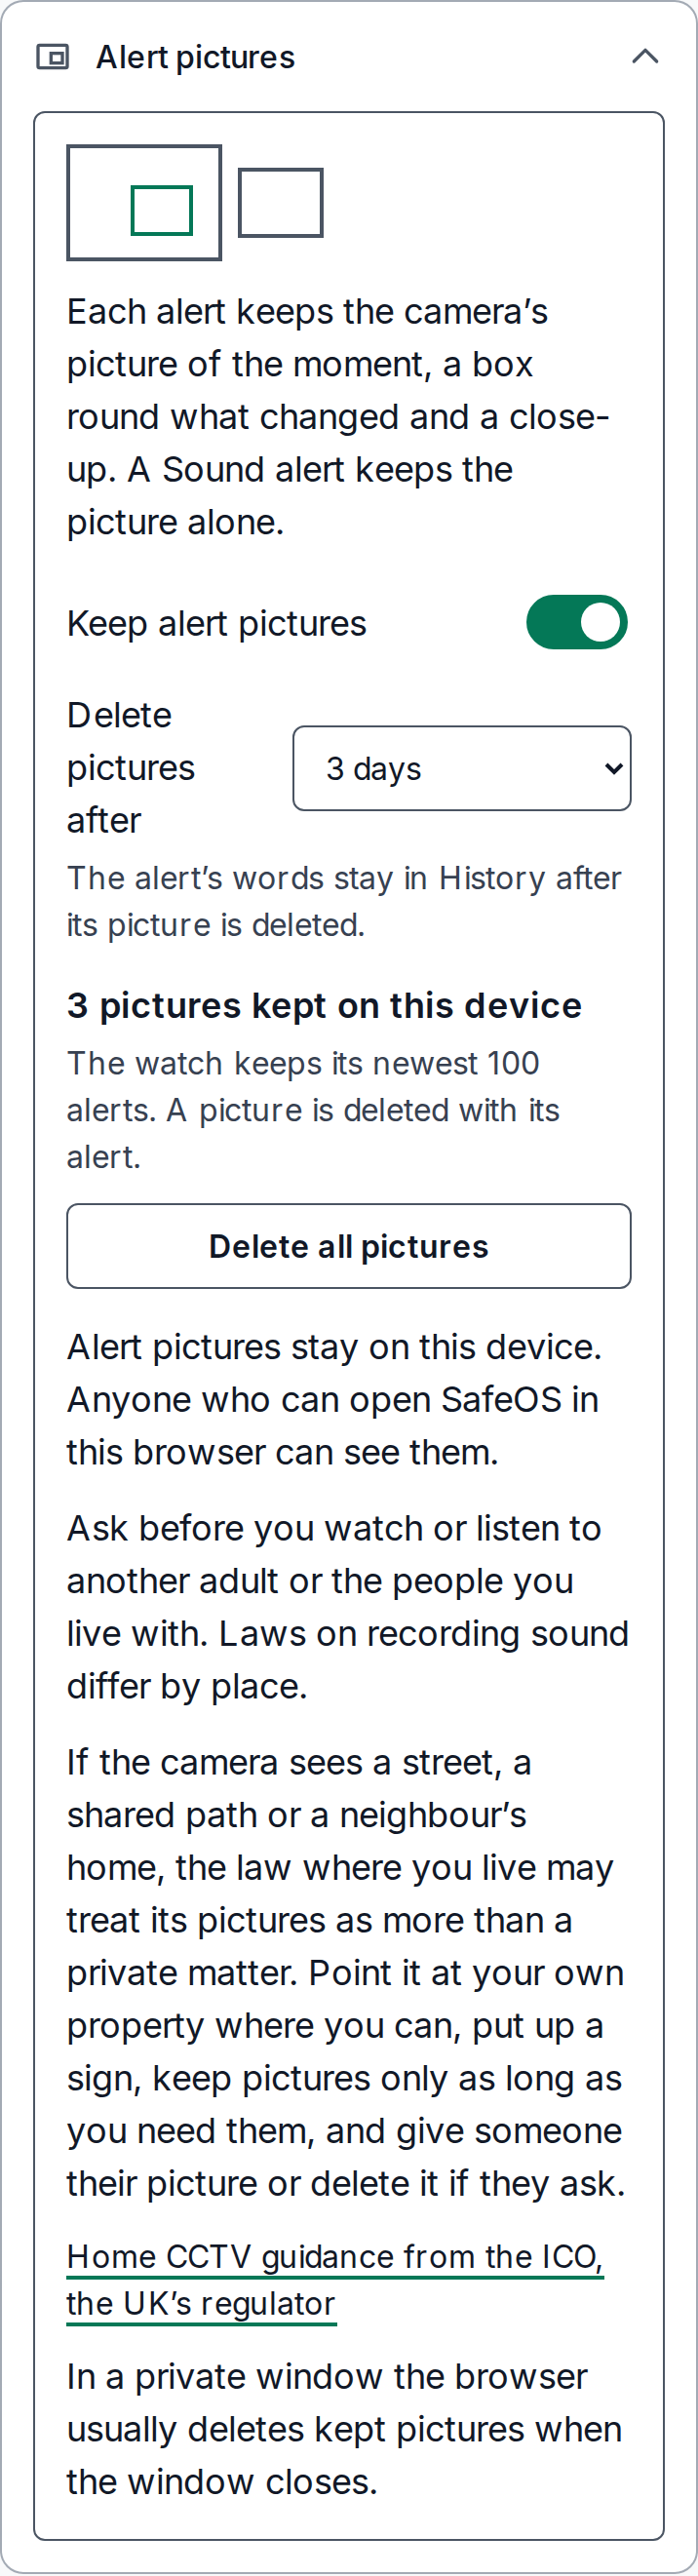 Alert pictures
Each alert keeps the camera’s
picture of the moment, a box
round what changed and a close-
up. A Sound alert keeps the
picture alone.
Keep alert pictures
Delete
pictures
after
3 days
The alert’s words stay in History after
its picture is deleted.
3 pictures kept on this device
The watch keeps its newest 100
alerts. A picture is deleted with its
alert.
Delete all pictures
Alert pictures stay on this device.
Anyone who can open SafeOS in
this browser can see them.
Ask before you watch or listen to
another adult or the people you
live with. Laws on recording sound
differ by place.
If the camera sees a street, a
shared path or a neighbour’s
home, the law where you live may
treat its pictures as more than a
private matter. Point it at your own
property where you can, put up a
sign, keep pictures only as long as
you need them, and give someone
their picture or delete it if they ask.
Home CCTV guidance from the ICO,
the UK’s regulator
In a private window the browser
usually deletes kept pictures when
the window closes.